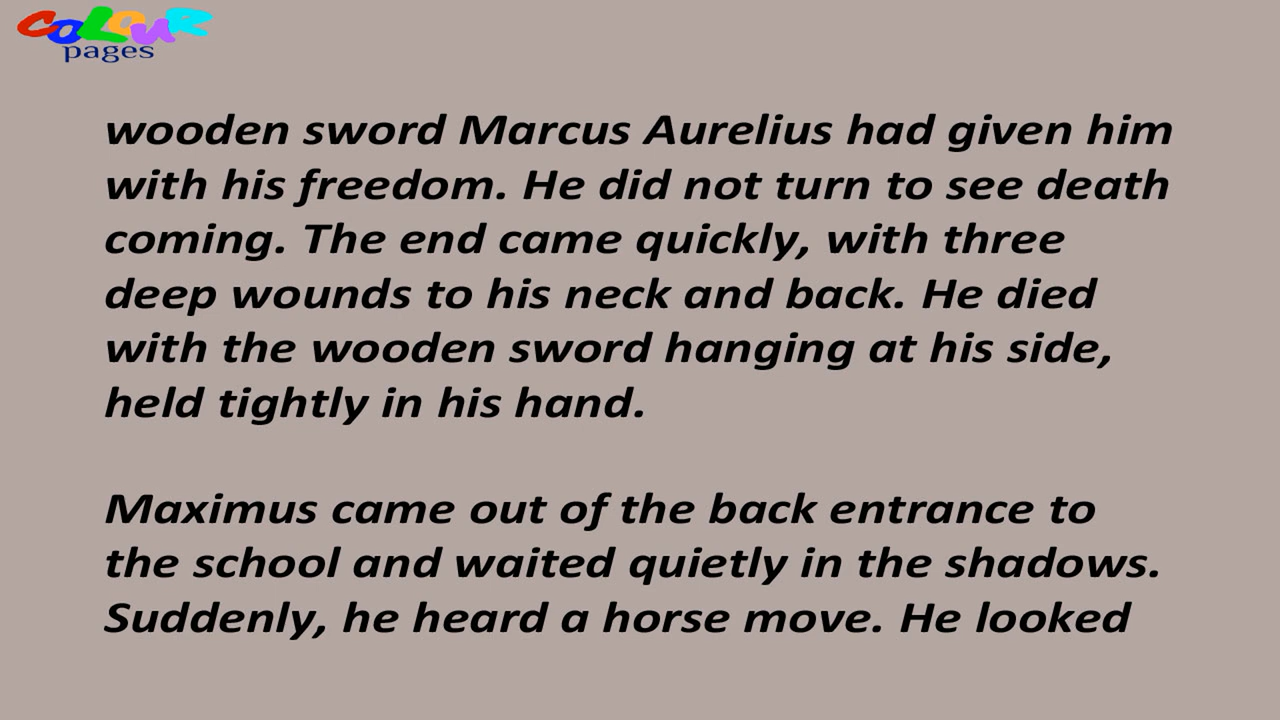 COLOUR
pages
wooden sword Marcus Aurelius had given him
with his freedom. He did not turn to see death
coming. The end came quickly, with three
deep wounds to his neck and back. He died
with the wooden sword hanging at his side,
held tightly in his hand.
Maximus came out of the back entrance to
the school and waited quietly in the shadows.
Suddenly, he heard a horse move. He looked